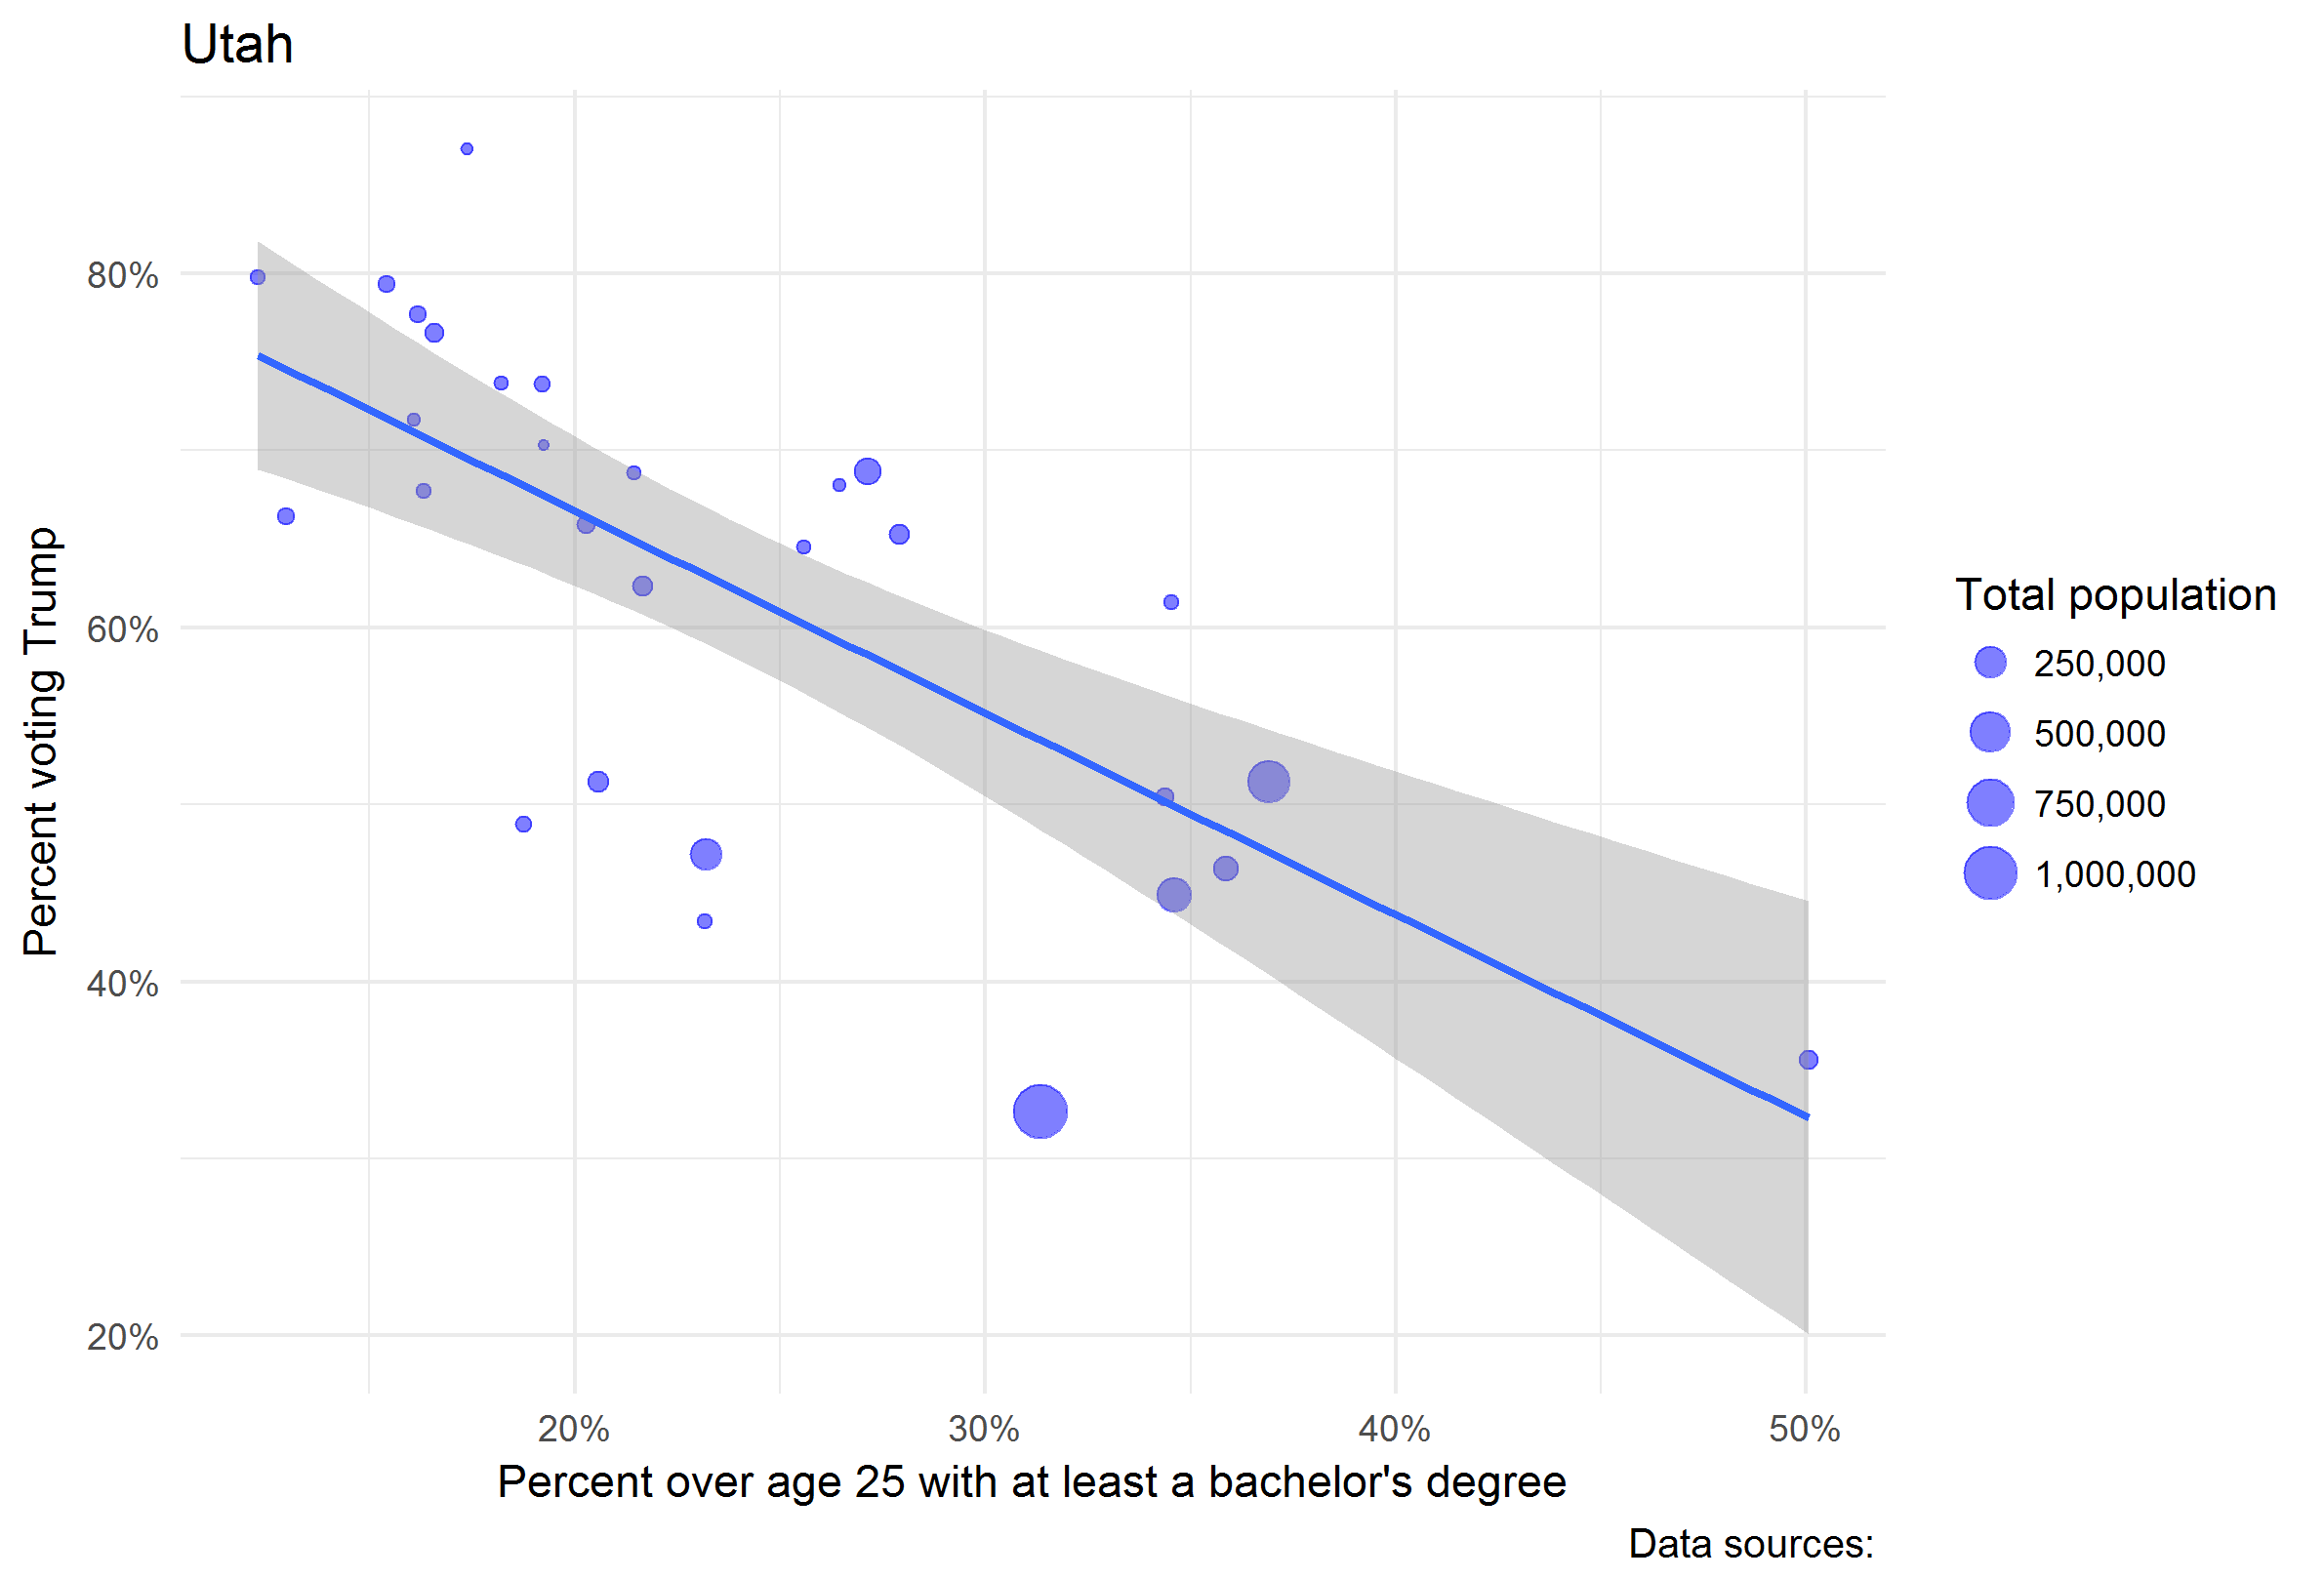 Utah
Percent voting Trump
80%
60%
40%
20%
20%
30%
40%
50%
Percent over age 25 with at least a bachelor's degree
Total population
250,000
500,000
750,000
1,000,000
Data sources: